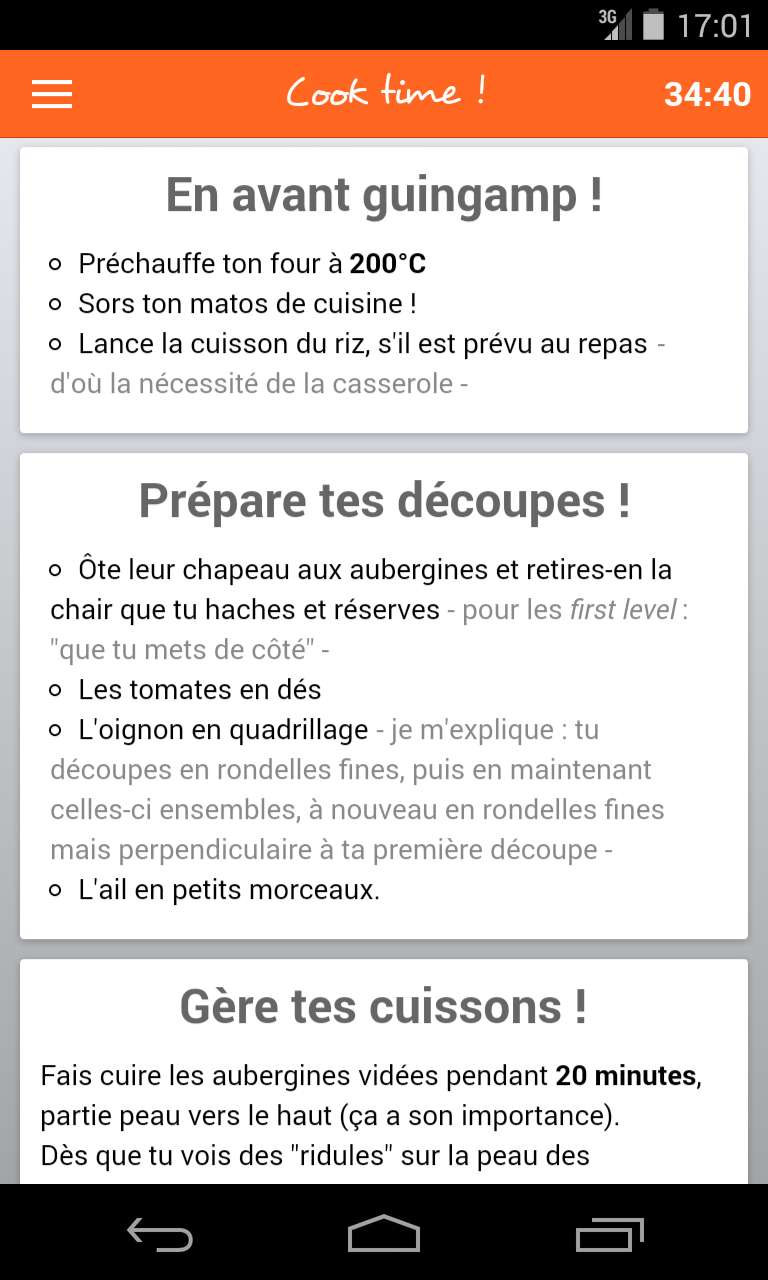 3G 17:01
Cook time ! 34:40
En avant guingamp !
Préchauffe ton four à 200°C
Sors ton matos de cuisine !
Lance la cuisson du riz, s'il est prévu au repas -
d'où la nécessité de la casserole -
Prépare tes découpes !
Ôte leur chapeau aux aubergines et retires-en la
chair que tu haches et réserves - pour les first level :
"que tu mets de côté" -
Les tomates en dés
L'oignon en quadrillage - je m'explique : tu
découpes en rondelles fines, puis en maintenant
celles-ci ensembles, à nouveau en rondelles fines
mais perpendiculaire à ta première découpe -
L'ail en petits morceaux.
Gère tes cuissons !
Fais cuire les aubergines vidées pendant 20 minutes,
partie peau vers le haut (ça a son importance).
Dès que tu vois des "ridules" sur la peau des